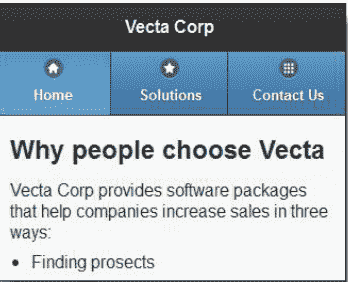 Vecta Corp
Home
Solutions
Contact Us
Why people choose Vecta
Vecta Corp provides software packages
that help companies increase sales in three
ways:
• Finding prosects